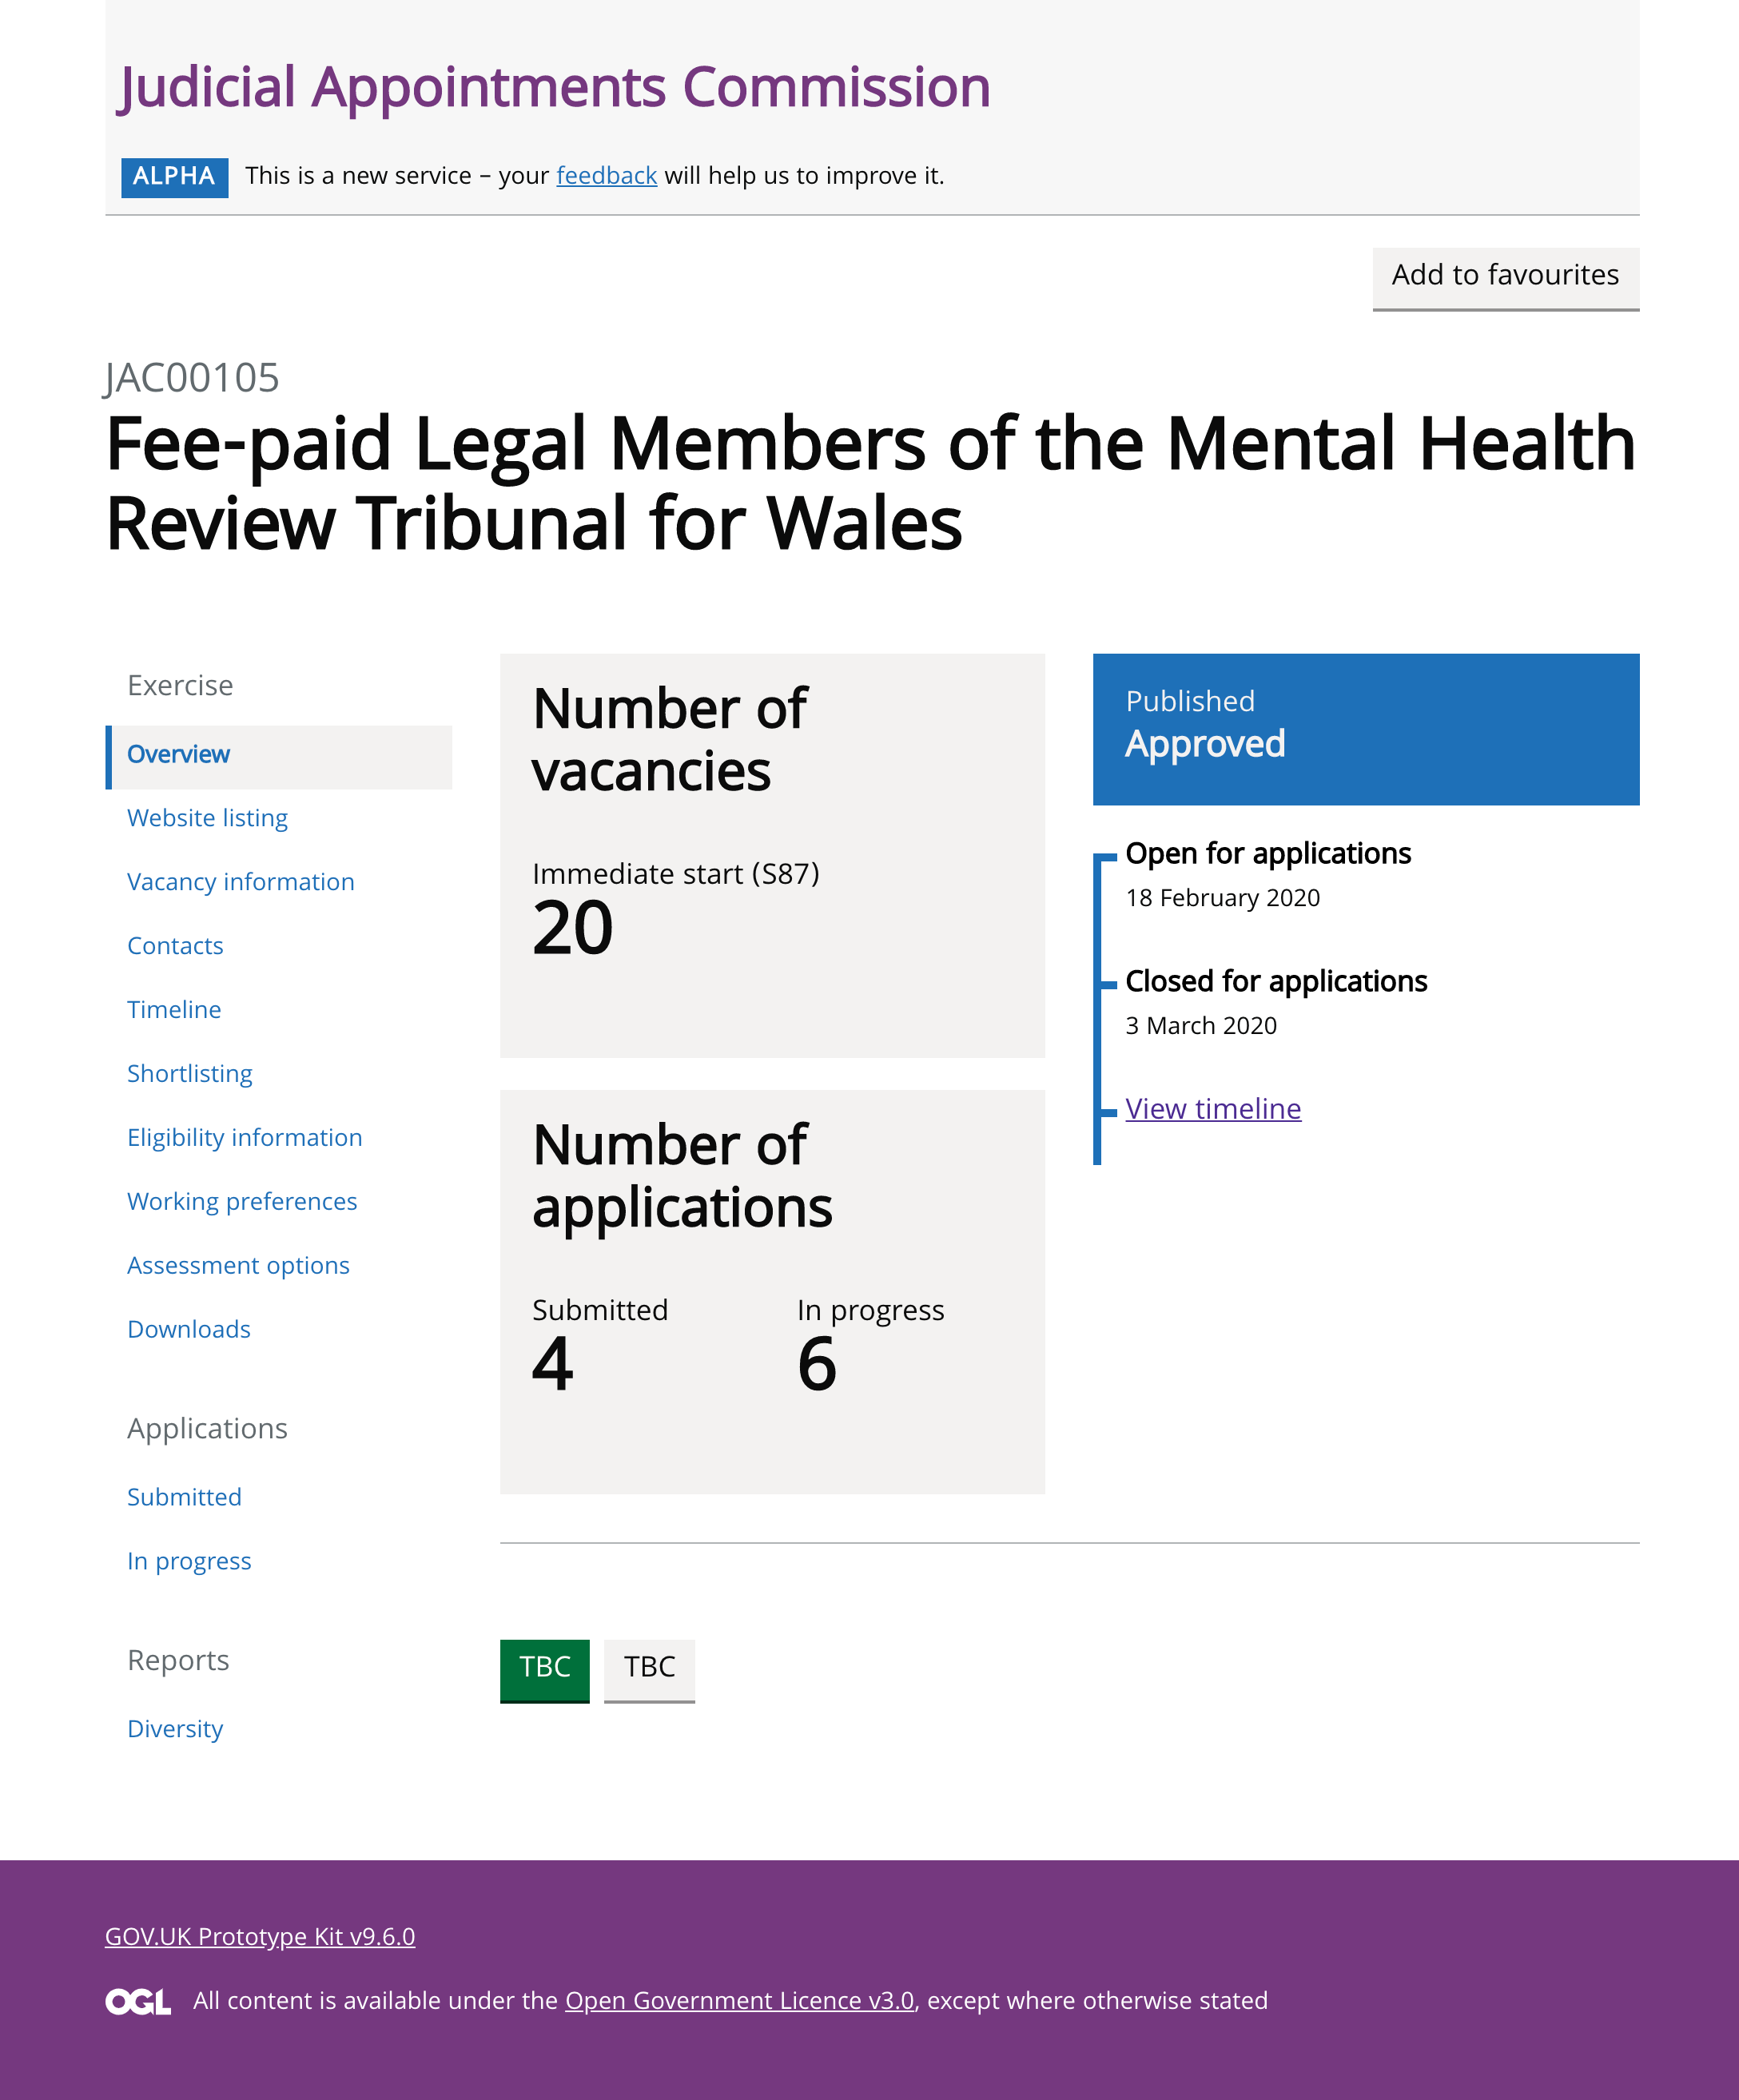 Judicial Appointments Commission
ALPHA This is a new service – your feedback will help us to improve it.
Add to favourites
JAC00105
Fee-paid Legal Members of the Mental Health
Review Tribunal for Wales
Exercise
Overview
Website listing
Vacancy information
Contacts
Timeline
Shortlisting
Eligibility information
Working preferences
Assessment options
Downloads
Applications
Submitted
In progress
Reports
Diversity
Number of
vacancies
Immediate start (S87)
20
Number of
applications
Submitted In progress
4 6
Published
Approved
Open for applications
18 February 2020
Closed for applications
3 March 2020
View timeline
TBC TBC
GOV.UK Prototype Kit v9.6.0
OGL All content is available under the Open Government Licence v3.0, except where otherwise stated